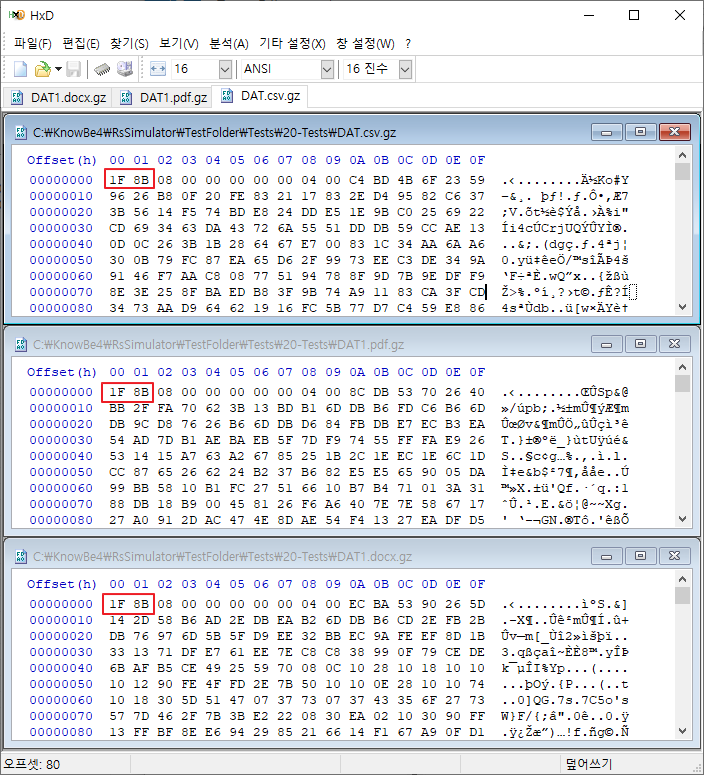 HxD
파일(F) 편집(E) 찾기(S) 보기(V) 분석(A) 기타 설정(X) 창 설정(W) ?
16 ANSI 16 진수
DAT1.docx.gz DAT1.pdf.gz DAT.csv.gz
C:\KnowBe4\RsSimulator\TestFolder\Tests\20-Tests\DAT.csv.gz
Offset(h) 00 01 02 03 04 05 06 07 08 09 0A 0B 0C 0D 0E 0F
00000000 1F 8B 08 00 00 00 00 00 04 00 C4 BD 4B 6F 23 59 .‹........Ä½Ko#Y
00000010 96 26 B8 0F 20 FE 83 21 17 83 2E D4 95 82 C6 37 –&¸. þƒ!.ƒ.Ô•‚Æ7
00000020 3B 56 14 F5 74 BD E8 24 DD E5 1E 9B C0 25 69 22 ;V.õt½è$Ýå.›À%i"
00000030 CD 69 34 63 DA 43 72 6A 55 51 DD DB 59 CC AE 13 Íi4cÚCrjUQÝÛYÌ®.
00000040 0D 0C 26 3B 1B 28 64 67 E7 00 83 1C 34 AA 6A A6 ..&;.(dgç.ƒ.4ªj¦
00000050 30 0B 79 FC 87 EA 65 D6 2F 99 73 EE C3 DE 34 9A 0.yü‡êeÖ/™sîÃÞ4š
00000060 91 46 F7 AA C8 08 77 51 94 78 8F 9D 7B 9E DF F9 ‘F÷ªÈ.wQ”x..{žßù
00000070 8E 3E 25 8F BA ED B8 3F 9B 74 A9 11 83 CA 3F CD Ž>%.ºí¸?›t©.ƒÊ?Í
00000080 34 73 AA D9 64 62 19 16 FC 5B 77 D7 C4 59 E8 86 4sªÙdb..ü[w×ÄYè†
C:\KnowBe4\RsSimulator\TestFolder\Tests\20-Tests\DAT1.pdf.gz
Offset(h) 00 01 02 03 04 05 06 07 08 09 0A 0B 0C 0D 0E 0F
00000000 1F 8B 08 00 00 00 00 00 04 00 8C DB 53 70 26 40 .‹........ŒÛSp&@
00000010 BB 2F FA 70 62 3B 13 BD B1 6D DB B6 FD C6 B6 6D »/úpb;.½±mÛ¶ýÆ¶m
00000020 DB 9C D8 76 26 B6 6D DB D6 84 FB DB E7 EC B3 EA ÛœØv&¶mÛÖ„ûÛçì³ê
00000030 54 AD 7D B1 AE BA EB 5F 7D F9 74 55 FF FA E9 26 T.}±®ºë_}ùtUÿúé&
00000040 53 14 15 A7 63 A2 67 85 25 1B 2C 1E EC 1E 6C 1D S..§c¢g…%.,.ì.l.
00000050 CC 87 65 26 62 24 B2 37 B6 82 E5 E5 65 90 05 DA Ì‡e&b$²7¶‚ååe..Ú
00000060 99 BB 58 10 B1 FC 27 51 66 10 B7 B4 71 01 3A 31 ™»X.±ü'Qf.·´q.:1
00000070 88 DB 18 B9 00 45 81 26 F6 A6 40 7E 7E 58 67 17 ˆÛ.¹.E.&ö¦@~~Xg.
00000080 27 A0 91 2D AC 47 4E 8D AE 54 F4 13 27 EA DF D5 ' ‘-¬GN.®Tô.'êßÕ
C:\KnowBe4\RsSimulator\TestFolder\Tests\20-Tests\DAT1.docx.gz
Offset(h) 00 01 02 03 04 05 06 07 08 09 0A 0B 0C 0D 0E 0F
00000000 1F 8B 08 00 00 00 00 00 04 00 EC BA 53 90 26 5D .‹........ìºS.&]
00000010 14 2D 58 B6 AD 2E DB EA B2 6D DB B6 CD 2E FB 2B .-X¶..Ûê²mÛ¶Í.û+
00000020 DB 76 97 6D 5B 5F D9 EE 32 BB EC 9A FE EF 8D 1B Ûv—m[_Ùî2»ìšþï..
00000030 33 DF 71 DF E7 61 EE 7E C8 C8 38 99 0F 79 CE DE 3.qßçaî~ÈÈ8™.yÎÞ
00000040 6B AF B5 CE 49 25 59 70 08 0C 10 28 10 18 10 10 k¯µÎI%Yp...(....
00000050 10 12 90 FE 4F FD 2E 7B 50 10 10 0E 28 10 10 74 ...þOý.{P...(..t
00000060 10 18 30 5D 51 47 07 37 73 07 37 43 35 6F 27 73 ..0]QG.7s.7C5o's
00000070 57 7D 46 2F 7B 3B E2 22 08 30 EA 02 10 30 90 FF W}F/{;â".0ê..0.ÿ
00000080 13 FF BF 8E E6 94 29 85 21 66 14 F1 67 A9 0F D1 .ÿ¿Žæ”)…!f.ñg©.Ñ
오프셋: 80 덮어쓰기